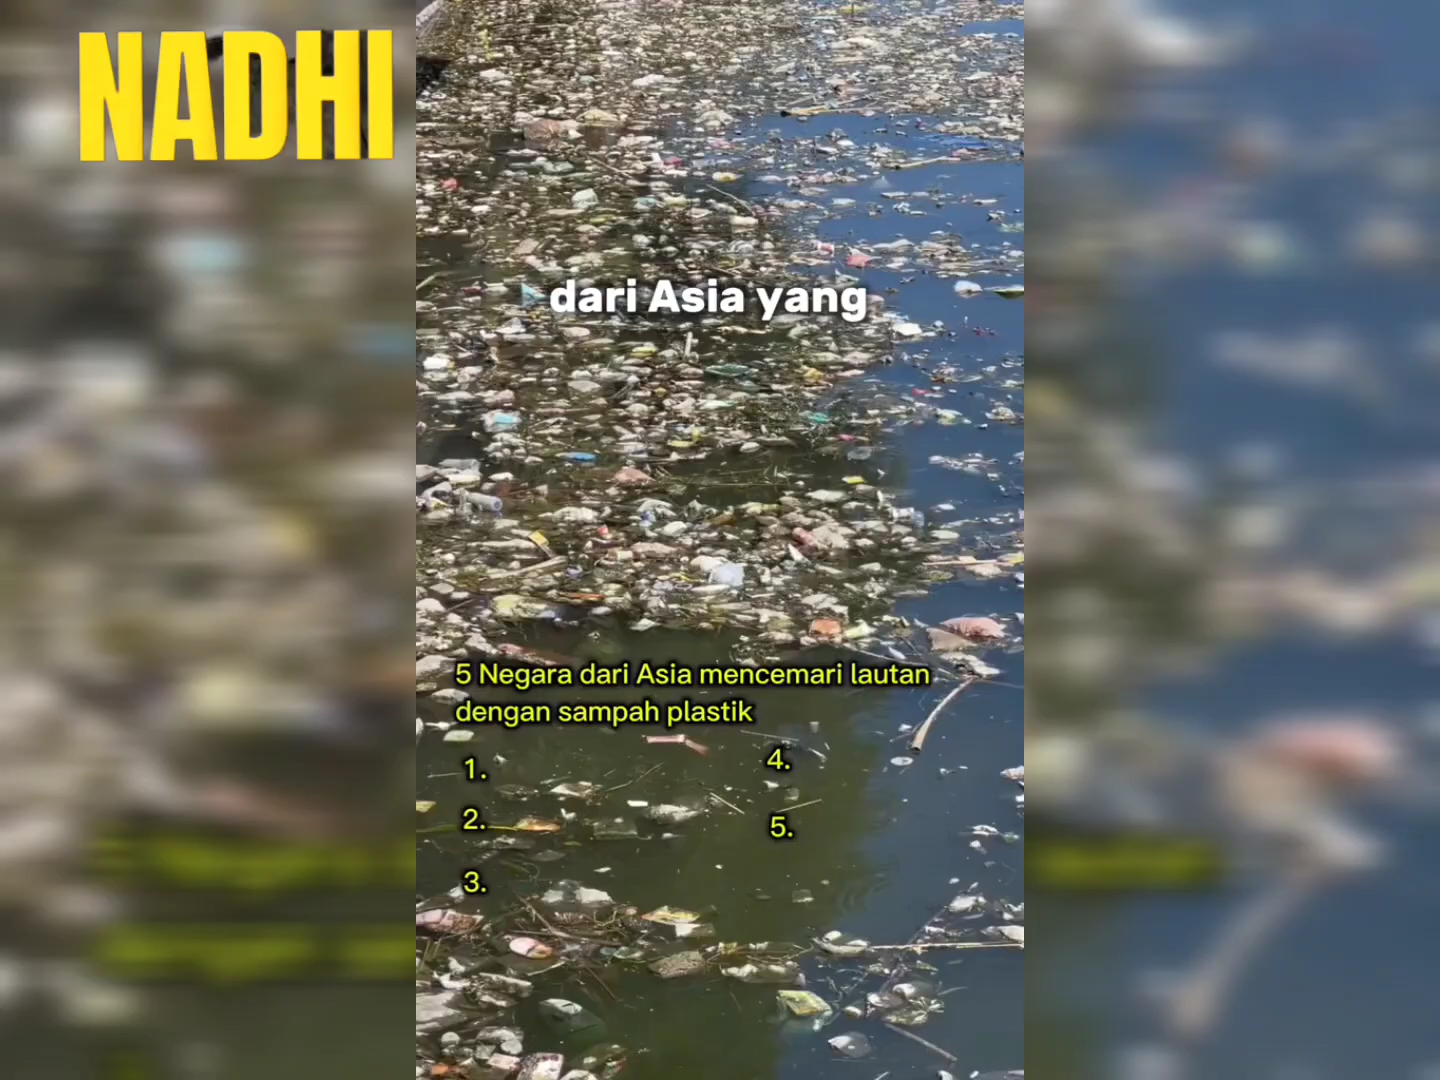 NADHI
dari Asia yang
5 Negara dari Asia mencemari lautan
dengan sampah plastik
1.
2.
3.
4.
5.